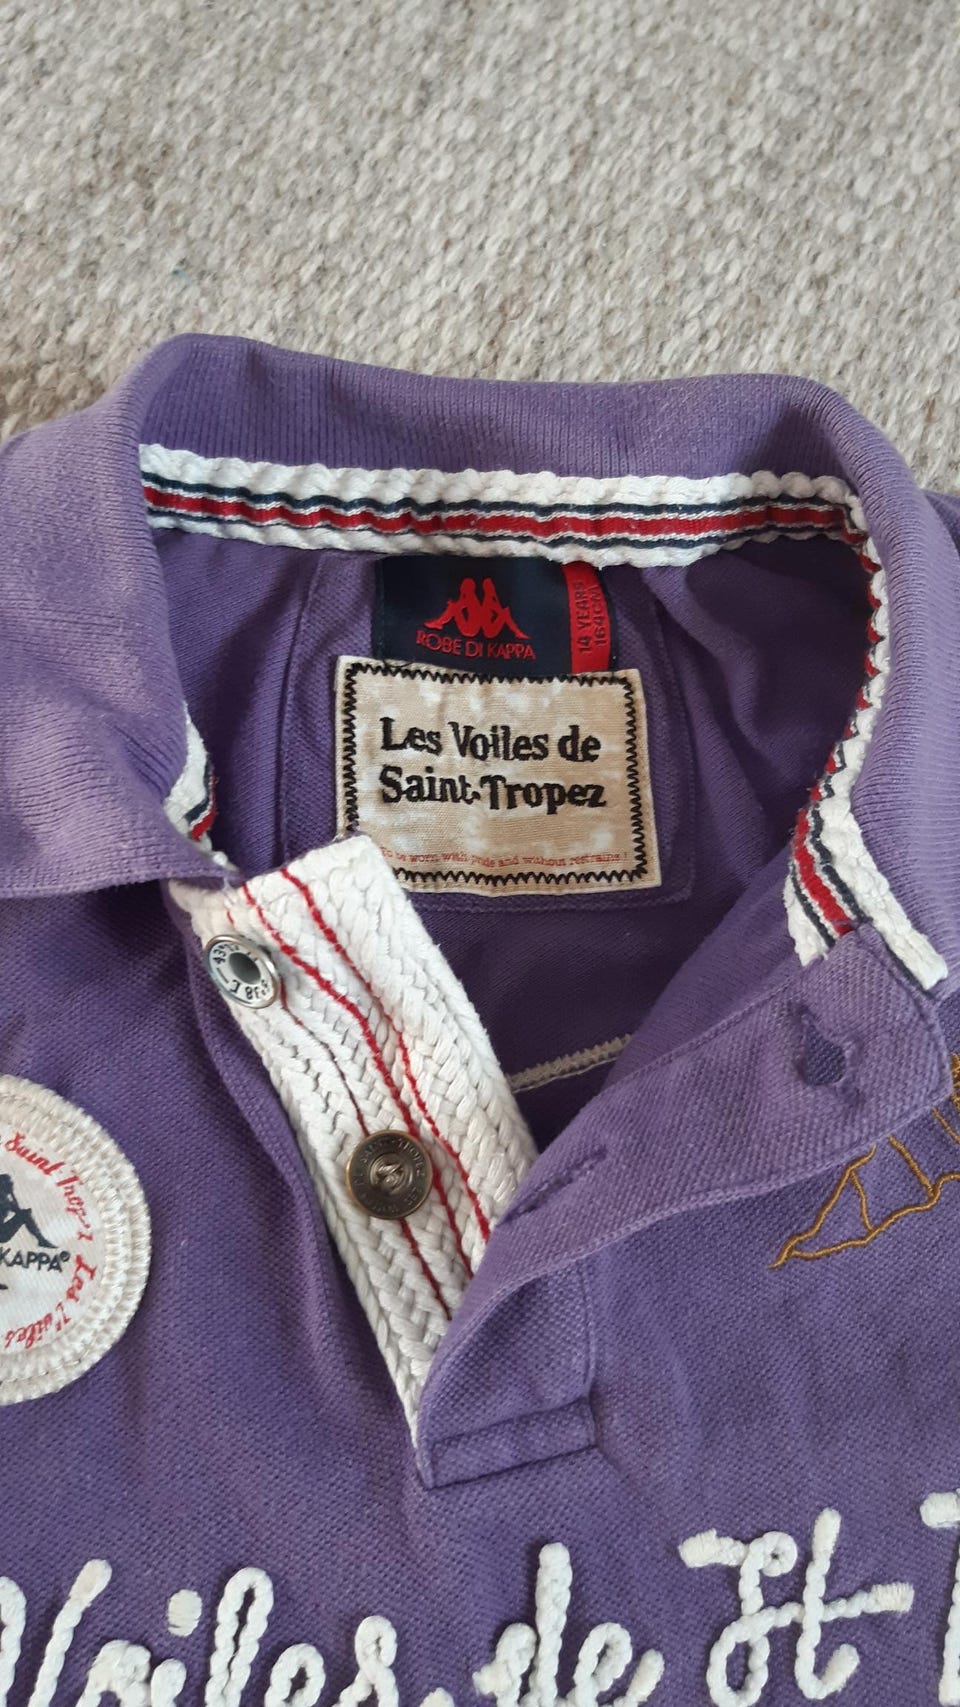 ROBE DI KAPPA
14 YEARS
164CM
Les Voiles de
Saint-Tropez
to be worn with pride and without restrains!
Saint Trop
KAPPA®
Les Voiles
Voiles de St T